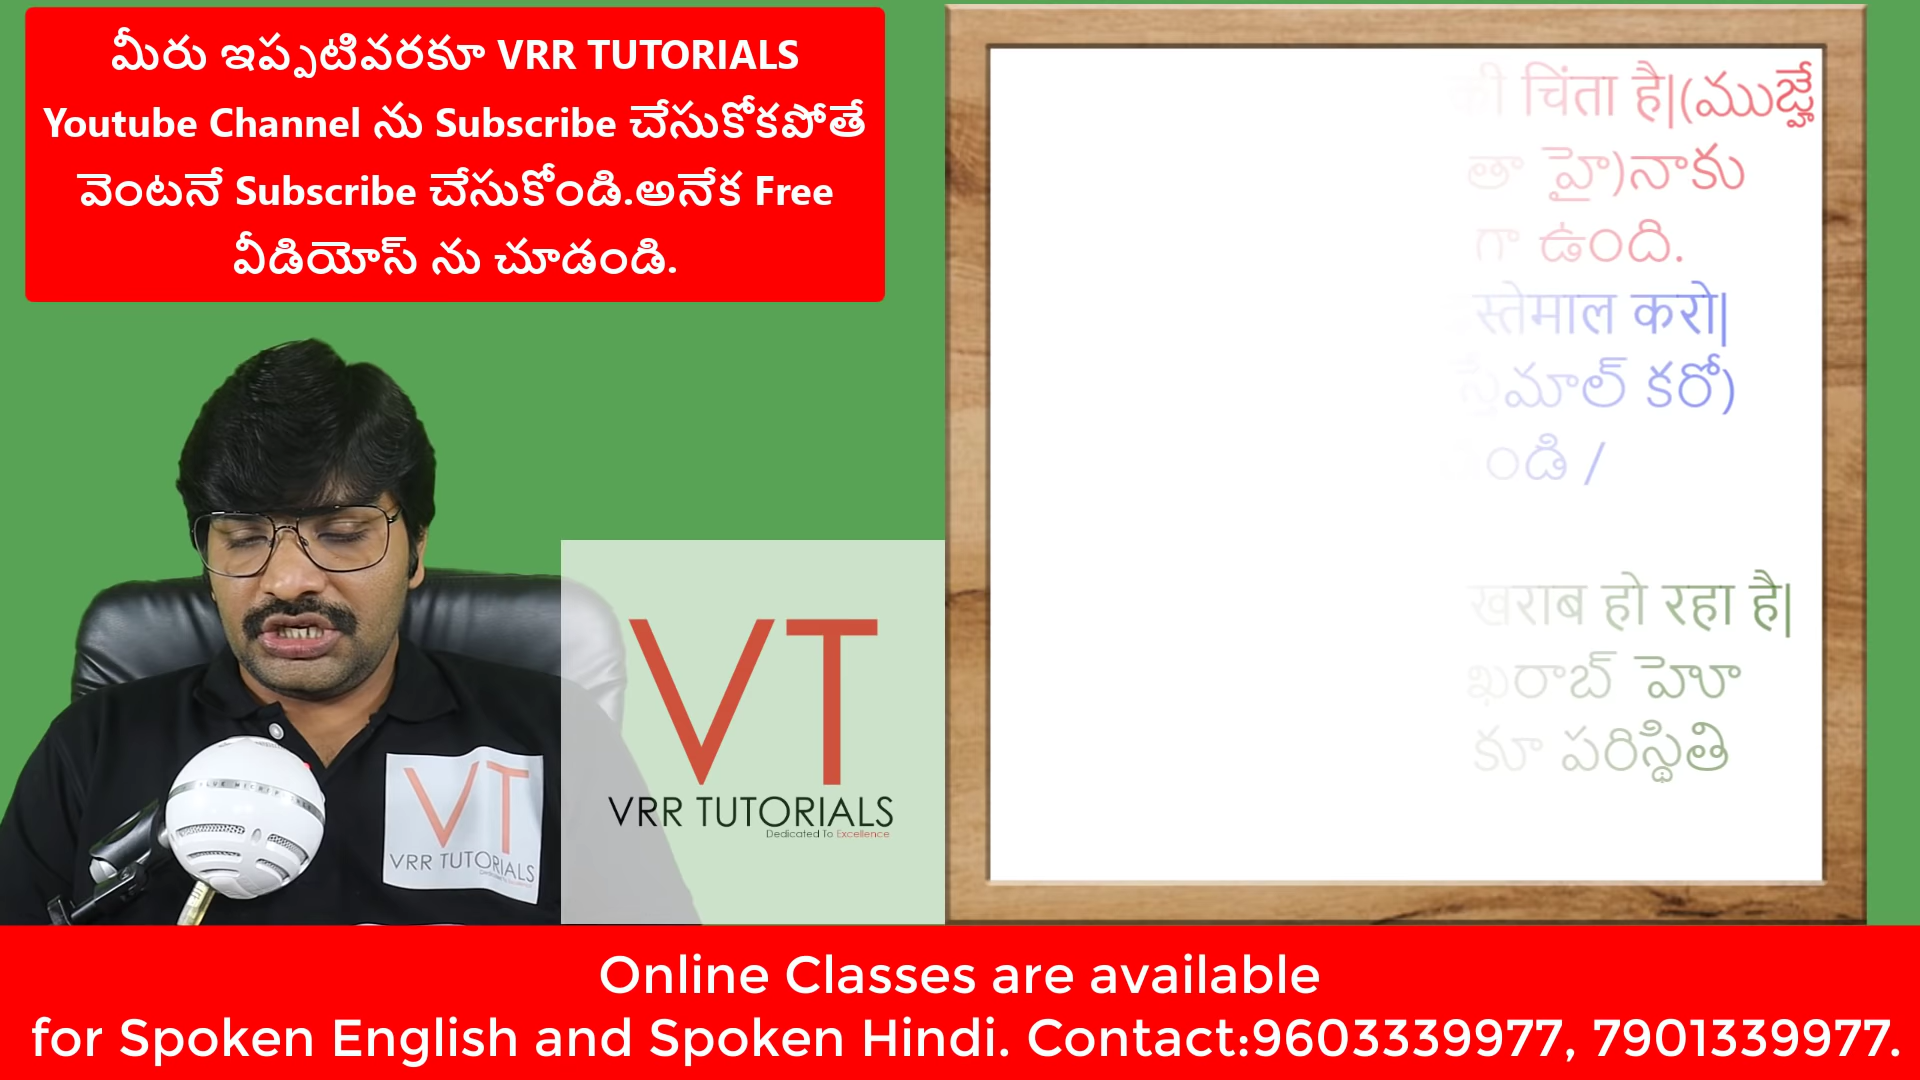 మీరు ఇప్పటివరకూ VRR TUTORIALS
Youtube Channel ను Subscribe చేసుకోకపోతే
వెంటనే Subscribe చేసుకోండి.అనేక Free
వీడియోస్ ను చూడండి.
की चिंता है|(ముజ్హే
తా హై)నాకు
గా ఉంది.
स्तेमाल करो|
స్తేమాల్ కరో)
ండి /
खराब हो रहा है|
ఖరాబ్ హెూ
కూ పరిస్థితి
VT
VRR TUTORIALS
Dedicated To Excellence
VT
VRR TUTORIALS
Online Classes are available
for Spoken English and Spoken Hindi. Contact:9603339977, 7901339977.